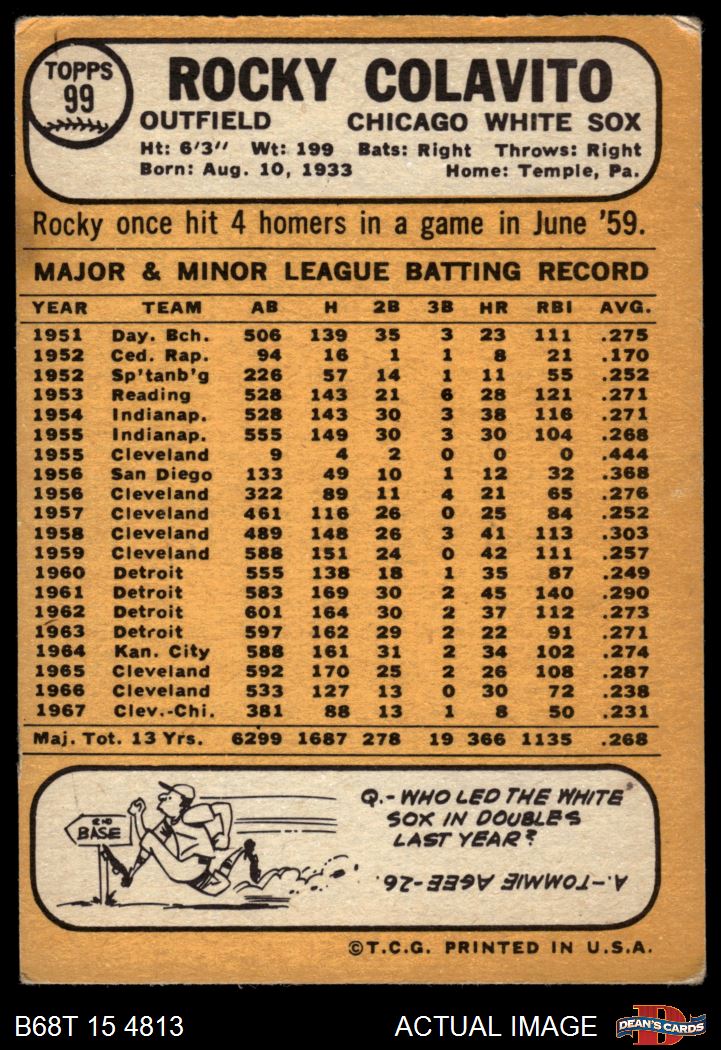 TOPPS
99
ROCKY COLAVITO
OUTFIELD CHICAGO WHITE SOX
Ht: 6'3" Wt: 199 Bats: Right Throws: Right
Born: Aug. 10, 1933 Home: Temple, Pa.
Rocky once hit 4 homers in a game in June '59.
MAJOR & MINOR LEAGUE BATTING RECORD
YEAR TEAM AB H 2B 3B HR RBI AVG.
1951 Day. Bch. 506 139 35 3 23 111 .275
1952 Ced. Rap. 94 16 1 1 8 21 .170
1952 Sp'tanb'g 226 57 14 1 11 55 .252
1953 Reading 528 143 21 6 28 121 .271
1954 Indianap. 528 143 30 3 38 116 .271
1955 Indianap. 555 149 30 3 30 104 .268
1955 Cleveland 9 4 2 0 0 0 .444
1956 San Diego 133 49 10 1 12 32 .368
1956 Cleveland 322 89 11 4 21 65 .276
1957 Cleveland 461 116 26 0 25 84 .252
1958 Cleveland 489 148 26 3 41 113 .303
1959 Cleveland 588 151 24 0 42 111 .257
1960 Detroit 555 138 18 1 35 87 .249
1961 Detroit 583 169 30 2 45 140 .290
1962 Detroit 601 164 30 2 37 112 .273
1963 Detroit 597 162 29 2 22 91 .271
1964 Kan. City 588 161 31 2 34 102 .274
1965 Cleveland 592 170 25 2 26 108 .287
1966 Cleveland 533 127 13 0 30 72 .238
1967 Clev.-Chi. 381 88 13 1 8 50 .231
Maj. Tot. 13 Yrs. 6299 1687 278 19 366 1135 .268
2ND
BASE
Q.- WHO LED THE WHITE
SOX IN DOUBLES
LAST YEAR?
A.-TOMMIE AGEE-26.
©T.C.G. PRINTED IN U.S.A.
B68T 15 4813 ACTUAL IMAGE
D
DEAN'S CARDS